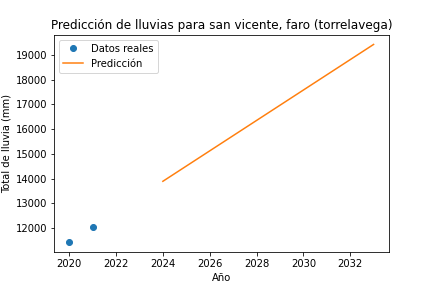 Predicción de lluvias para san vicente, faro (torrelavega)
Datos reales
Predicción
Total de lluvia (mm)
19000
18000
17000
16000
15000
14000
13000
12000
2020 2022 2024 2026 2028 2030 2032
Año